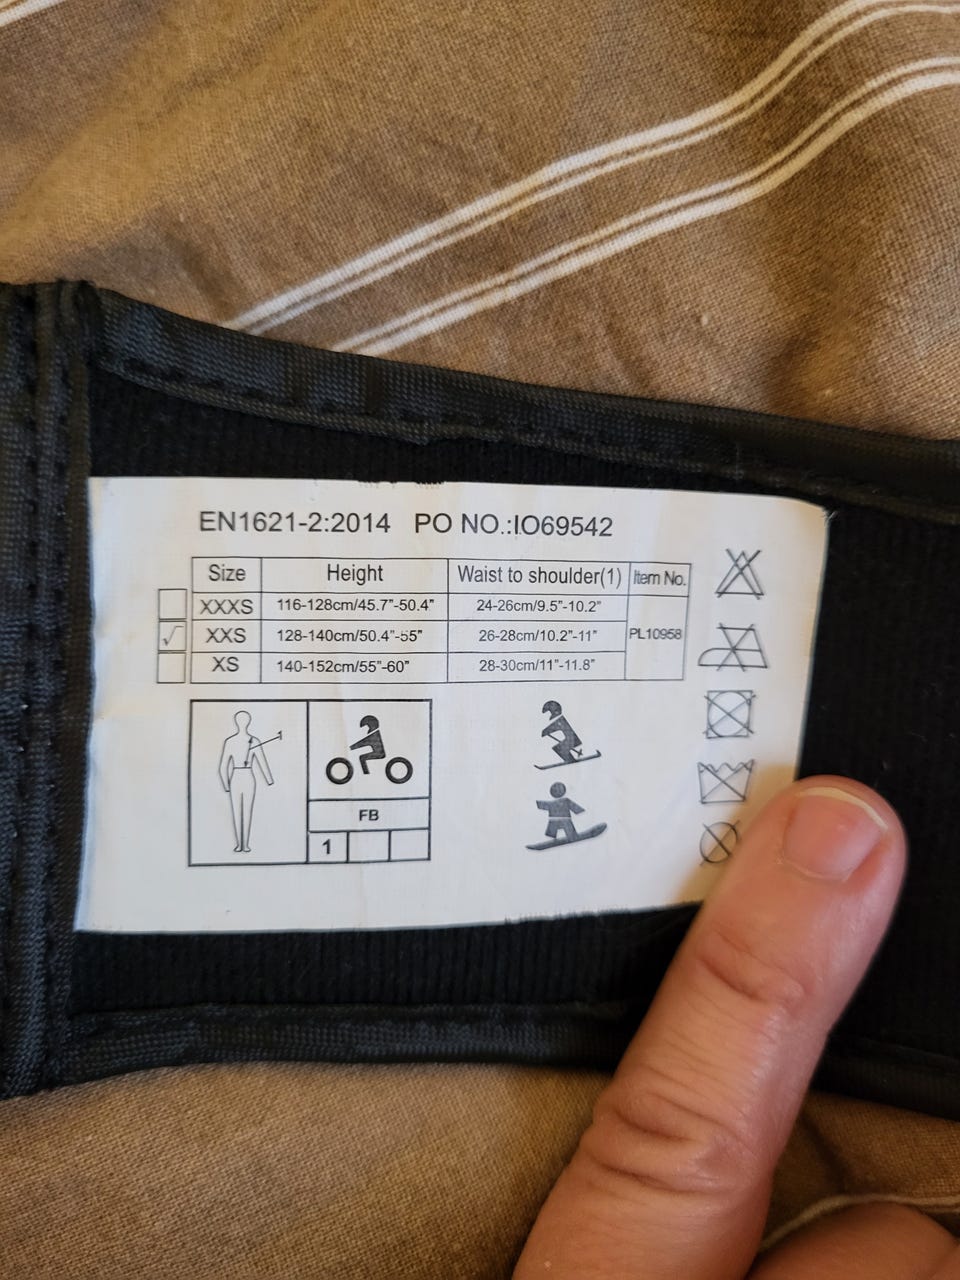 EN1621-2:2014 PO NO.:IO69542
Size Height Waist to shoulder(1) Item No.
XXXS 116-128cm/45.7”-50.4” 24-26cm/9.5”-10.2”
√ XXS 128-140cm/50.4”-55” 26-28cm/10.2”-11” PL10958
XS 140-152cm/55”-60” 28-30cm/11”-11.8”
1
FB
1